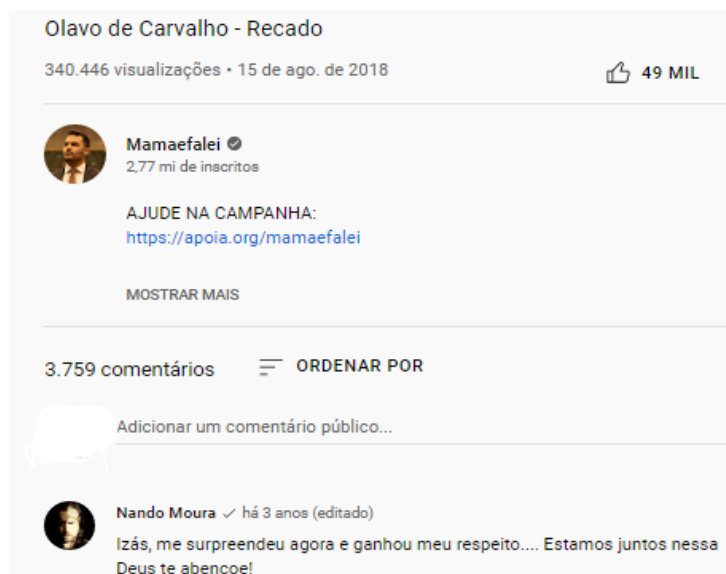 Olavo de Carvalho - Recado
340.446 visualizações • 15 de ago. de 2018
49 MIL
Mamaefalei
2,77 mi de inscritos
AJUDE NA CAMPANHA:
https://apoia.org/mamaefalei
MOSTRAR MAIS
3.759 comentários
ORDENAR POR
Adicionar um comentário público...
Nando Moura há 3 anos (editado)
Izás, me surpreendeu agora e ganhou meu respeito.... Estamos juntos nessa
Deus te abençoe!